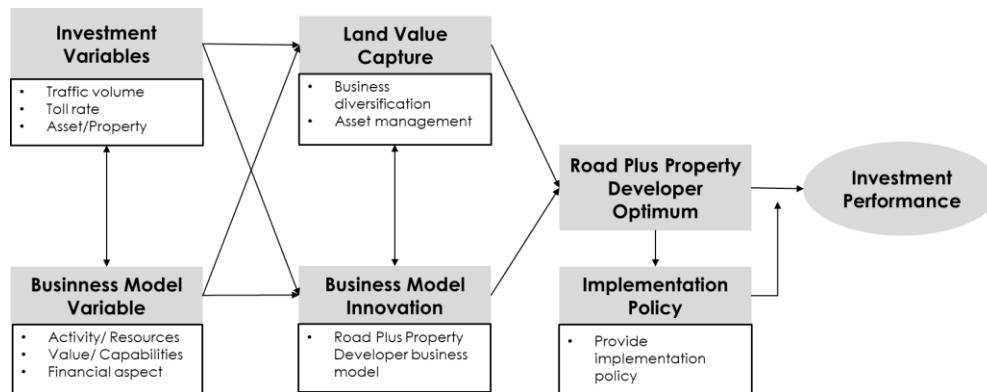 Investment
Variables
• Traffic volume
• Toll rate
• Asset/Property
Land Value
Capture
• Business
diversification
• Asset management
Road Plus Property
Developer
Optimum
Investment
Performance
Businness Model
Variable
• Activity/ Resources
• Value/ Capabilities
• Financial aspect
Business Model
Innovation
• Road Plus Property
Developer business
model
Implementation
Policy
• Provide
implementation
policy